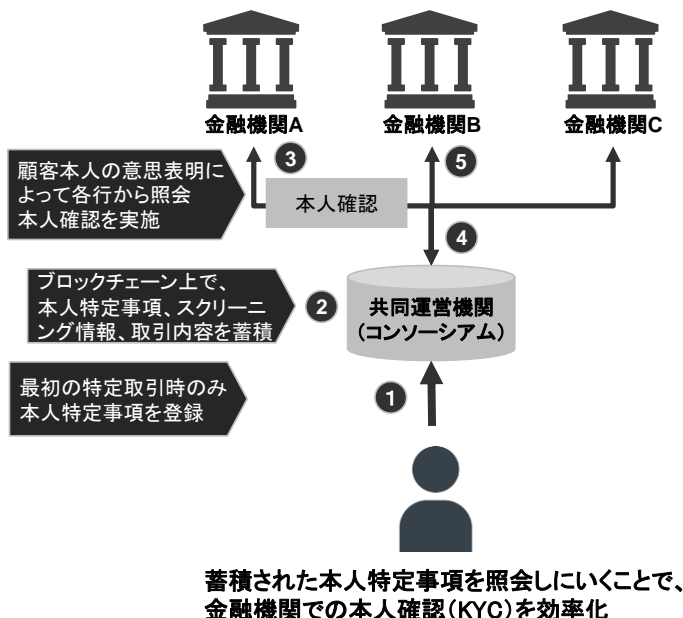 金融機関A
金融機関B
金融機関C
3
5
顧客本人の意思表明に
よって各行から照会
本人確認を実施
本人確認
4
ブロックチェーン上で、
本人特定事項、スクリーニ
ング情報、取引内容を蓄積
2
共同運営機関
（コンソーシアム）
最初の特定取引時のみ
本人特定事項を登録
1
蓄積された本人特定事項を照会しにいくことで、
金融機関での本人確認（KYC）を効率化